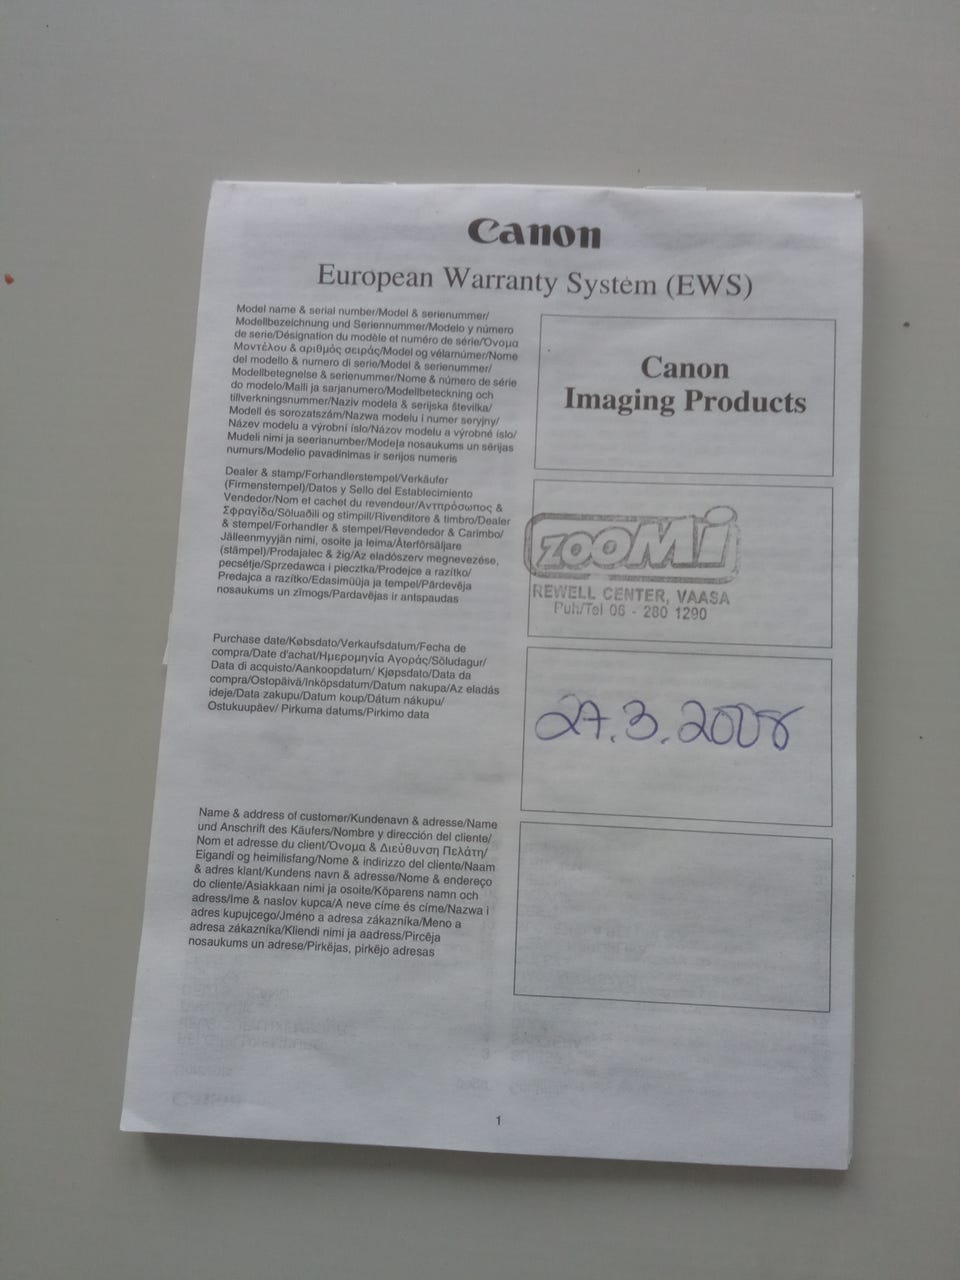 Canon
European Warranty System (EWS)
Model name & serial number/Model & serienummer/
Modellbezeichnung und Seriennummer/Modelo y número
de serie/Désignation du modèle et numéro de série/Όνομα
Μοντέλου & αριθμός σειράς/Model og vélarnúmer/Nome
del modello & numero di serie/Model & serienummer/
Modellbetegnelse & serienummer/Nome & número de série
do modelo/Malli ja sarjanumero/Modellbeteckning och
tillverkningsnummer/Naziv modela & serijska številka/
Modell és sorozatszám/Nazwa modelu i numer seryjny/
Název modelu a výrobní íslo/Názov modelu a výrobné íslo/
Mudeli nimi ja seerianumber/Modeļa nosaukums un sērijas
numurs/Modelio pavadinimas ir serijos numeris
Canon
Imaging Products
Dealer & stamp/Forhandlerstempel/Verkäufer
(Firmenstempel)/Datos y Sello del Establecimiento
Vendedor/Nom et cachet du revendeur/Αντιπρόσωπος &
Σφραγίδα/Söluaðili og stimpill/Rivenditore & timbro/Dealer
& stempel/Forhandler & stempel/Revendedor & Carimbo/
Jälleenmyyjän nimi, osoite ja leima/Återförsäljare
(stämpel)/Prodajalec & žig/Az eladószerv megnevezése,
pecsétje/Sprzedawca i pieczątka/Prodejce a razítko/
Predajca a razítko/Edasimüüja ja tempel/Pārdevēja
nosaukums un zīmogs/Pardavėjas ir antspaudas
ZOOMi
REWELL CENTER, VAASA
Puh/Tel 06 - 280 1290
Purchase date/Købsdato/Verkaufsdatum/Fecha de
compra/Date d'achat/Ημερομηνία Αγοράς/Söludagur/
Data di acquisto/Aankoopdatum/ Kjøpsdato/Data da
compra/Ostopäivä/Inköpsdatum/Datum nakupa/Az eladás
ideje/Data zakupu/Datum koup/Dátum nákupu/
Ostukuupäev/ Pirkuma datums/Pirkimo data
27.3.2008
Name & address of customer/Kundenavn & adresse/Name
und Anschrift des Käufers/Nombre y dirección del cliente/
Nom et adresse du client/Όνομα & Διεύθυνση Πελάτη/
Eigandi og heimilisfang/Nome & indirizzo del cliente/Naam
& adres klant/Kundens navn & adresse/Nome & endereço
do cliente/Asiakkaan nimi ja osoite/Köparens namn och
adress/Ime & naslov kupca/A neve címe és címe/Nazwa i
adres kupujcego/Jméno a adresa zákazníka/Meno a
adresa zákazníka/Kliendi nimi ja aadress/Pircēja
nosaukums un adrese/Pirkėjas, pirkėjo adresas
1